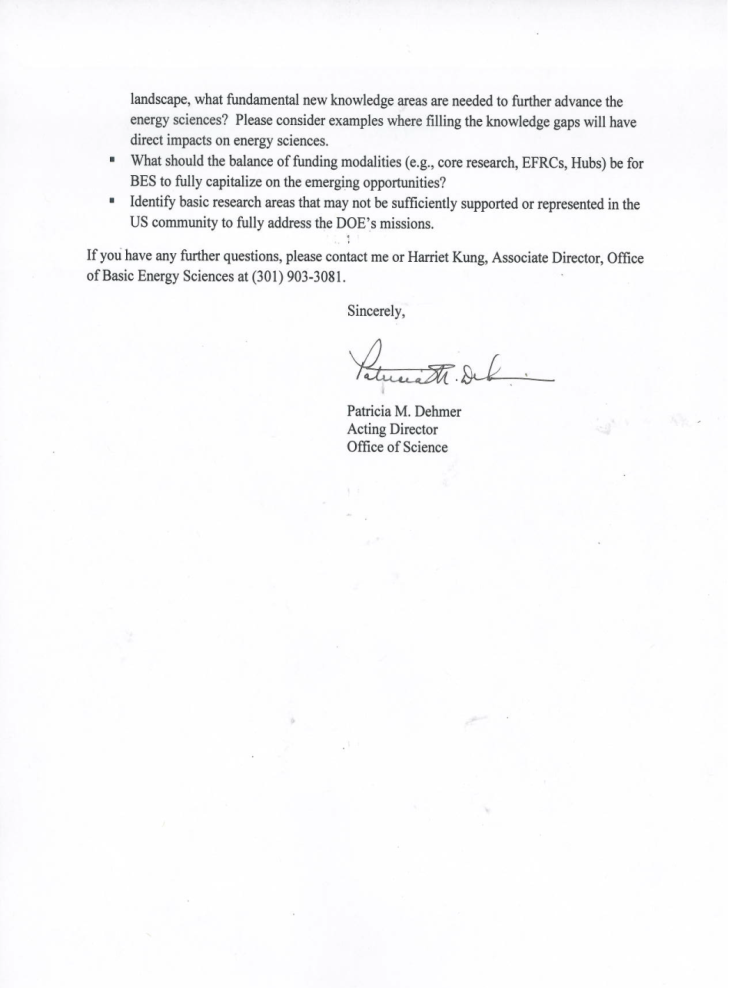 landscape, what fundamental new knowledge areas are needed to further advance the
energy sciences? Please consider examples where filling the knowledge gaps will have
direct impacts on energy sciences.
▪ What should the balance of funding modalities (e.g., core research, EFRCs, Hubs) be for
BES to fully capitalize on the emerging opportunities?
▪ Identify basic research areas that may not be sufficiently supported or represented in the
US community to fully address the DOE's missions.
If you have any further questions, please contact me or Harriet Kung, Associate Director, Office
of Basic Energy Sciences at (301) 903-3081.
Sincerely,
Patricia M. Deh
Patricia M. Dehmer
Acting Director
Office of Science